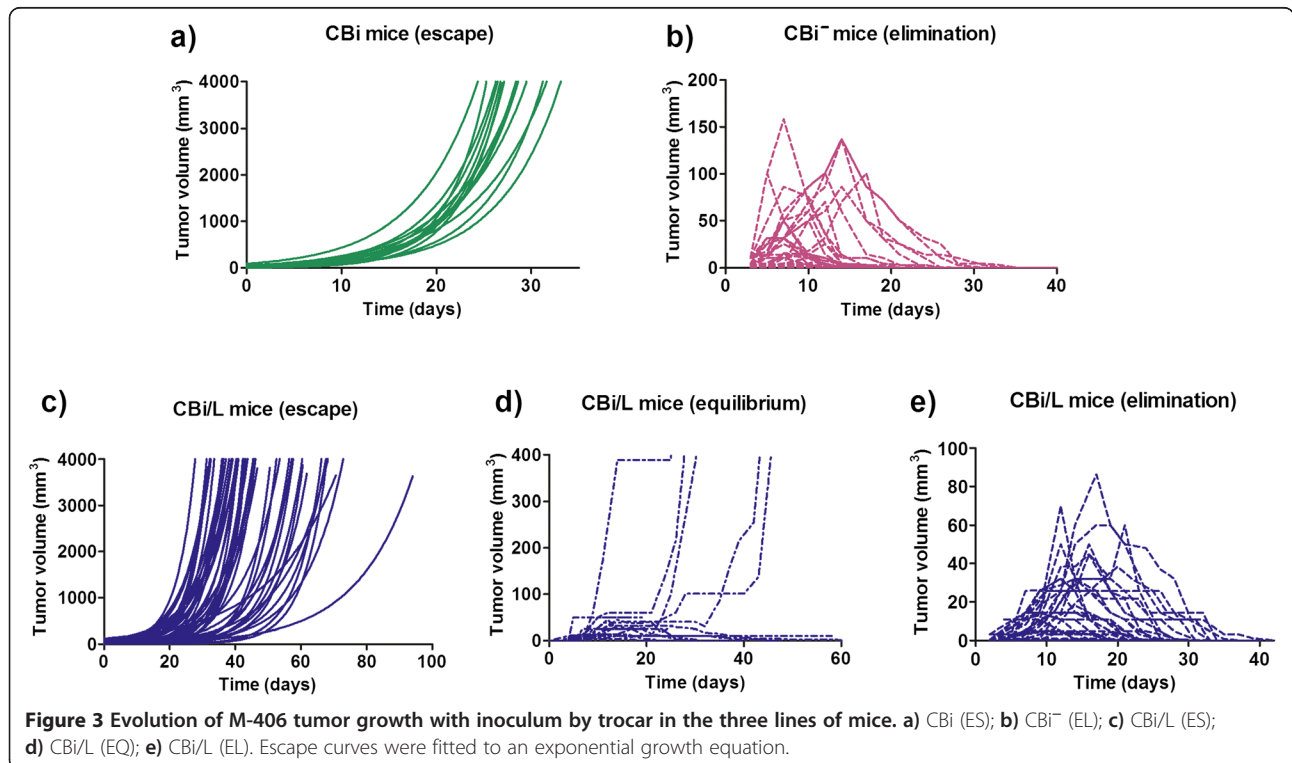 a)
CBi mice (escape)
Tumor volume (mm³)
4000
3000
2000
1000
0
0 10 20 30
Time (days)
b)
CBi⁻ mice (elimination)
Tumor volume (mm³)
200
150
100
50
0
0 10 20 30 40
Time (days)
c)
CBi/L mice (escape)
Tumor volume (mm³)
4000
3000
2000
1000
0
0 20 40 60 80 100
Time (days)
d)
CBi/L mice (equilibrium)
Tumor volume (mm³)
400
300
200
100
0
0 20 40 60
Time (days)
e)
CBi/L mice (elimination)
Tumor volume (mm³)
100
80
60
40
20
0
0 10 20 30 40
Time (days)
Figure 3 Evolution of M-406 tumor growth with inoculum by trocar in the three lines of mice. a) CBi (ES); b) CBi⁻ (EL); c) CBi/L (ES);
d) CBi/L (EQ); e) CBi/L (EL). Escape curves were fitted to an exponential growth equation.